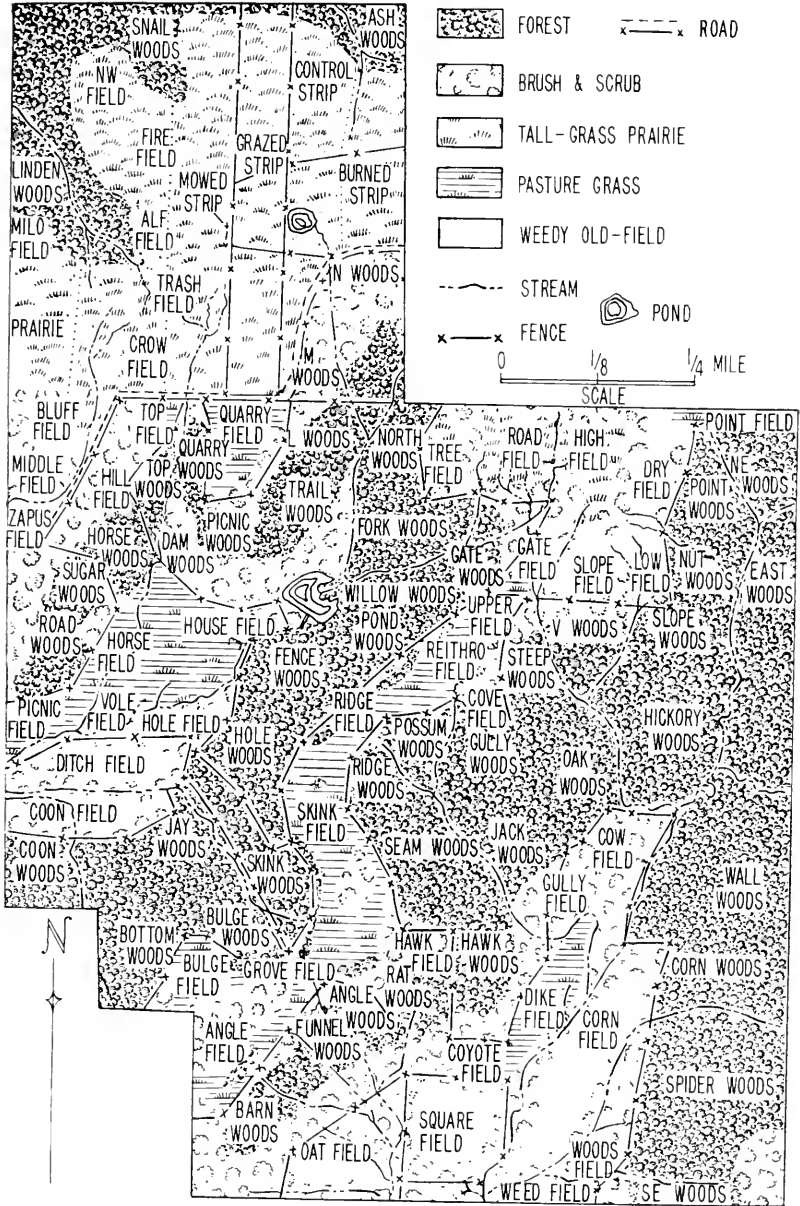 SNAIL
WOODS
ASH
WOODS
NW
FIELD
CONTROL
STRIP
FIRE
FIELD
GRAZED
STRIP
MOWED
STRIP
BURNED
STRIP
LINDEN
WOODS
MILO
FIELD
ALF
FIELD
TRASH
FIELD
N WOODS
PRAIRIE
CROW
FIELD
M
WOODS
FOREST
ROAD
BRUSH & SCRUB
TALL-GRASS PRAIRIE
PASTURE GRASS
WEEDY OLD-FIELD
STREAM
POND
FENCE
0
1/8
1/4 MILE
SCALE
BLUFF
FIELD
TOP
FIELD
QUARRY
FIELD
L
WOODS
NORTH
WOODS
TREE
FIELD
ROAD
FIELD
HIGH
FIELD
POINT FIELD
MIDDLE
FIELD
HILL
FIELD
TOP
WOODS
QUARRY
WOODS
TRAIL
WOODS
DRY
FIELD
POINT
WOODS
NE
WOODS
ZAPUS
FIELD
HORSE
WOODS
DAM
WOODS
PICNIC
WOODS
FORK WOODS
GATE
WOODS
GATE
FIELD
SLOPE
FIELD
LOW
FIELD
NUT
WOODS
EAST
WOODS
SUGAR
WOODS
ROAD
WOODS
HORSE
FIELD
HOUSE FIELD
WILLOW WOODS
POND
WOODS
UPPER
FIELD
V WOODS
SLOPE
WOODS
FENCE
WOODS
REITHRO
FIELD
STEEP
WOODS
PICNIC
FIELD
VOLE
FIELD
HOLE FIELD
RIDGE
FIELD
COVE
FIELD
HICKORY
WOODS
DITCH FIELD
HOLE
WOODS
POSSUM
WOODS
GULLY
WOODS
RIDGE
WOODS
OAK
WOODS
COON FIELD
SKINK
FIELD
COON
WOODS
JAY
WOODS
SKINK
WOODS
SEAM WOODS
JACK
WOODS
COW
FIELD
GULLY
FIELD
WALL
WOODS
N
BOTTOM
WOODS
BULGE
WOODS
BULGE
FIELD
GROVE FIELD
HAWK
FIELD
HAWK
WOODS
CORN WOODS
ANGLE
WOODS
RAT
WOODS
DIKE
FIELD
CORN
FIELD
ANGLE
FIELD
FUNNEL
WOODS
COYOTE
FIELD
SPIDER WOODS
BARN
WOODS
OAT FIELD
SQUARE
FIELD
WOODS
FIELD
WEED FIELD
SE WOODS